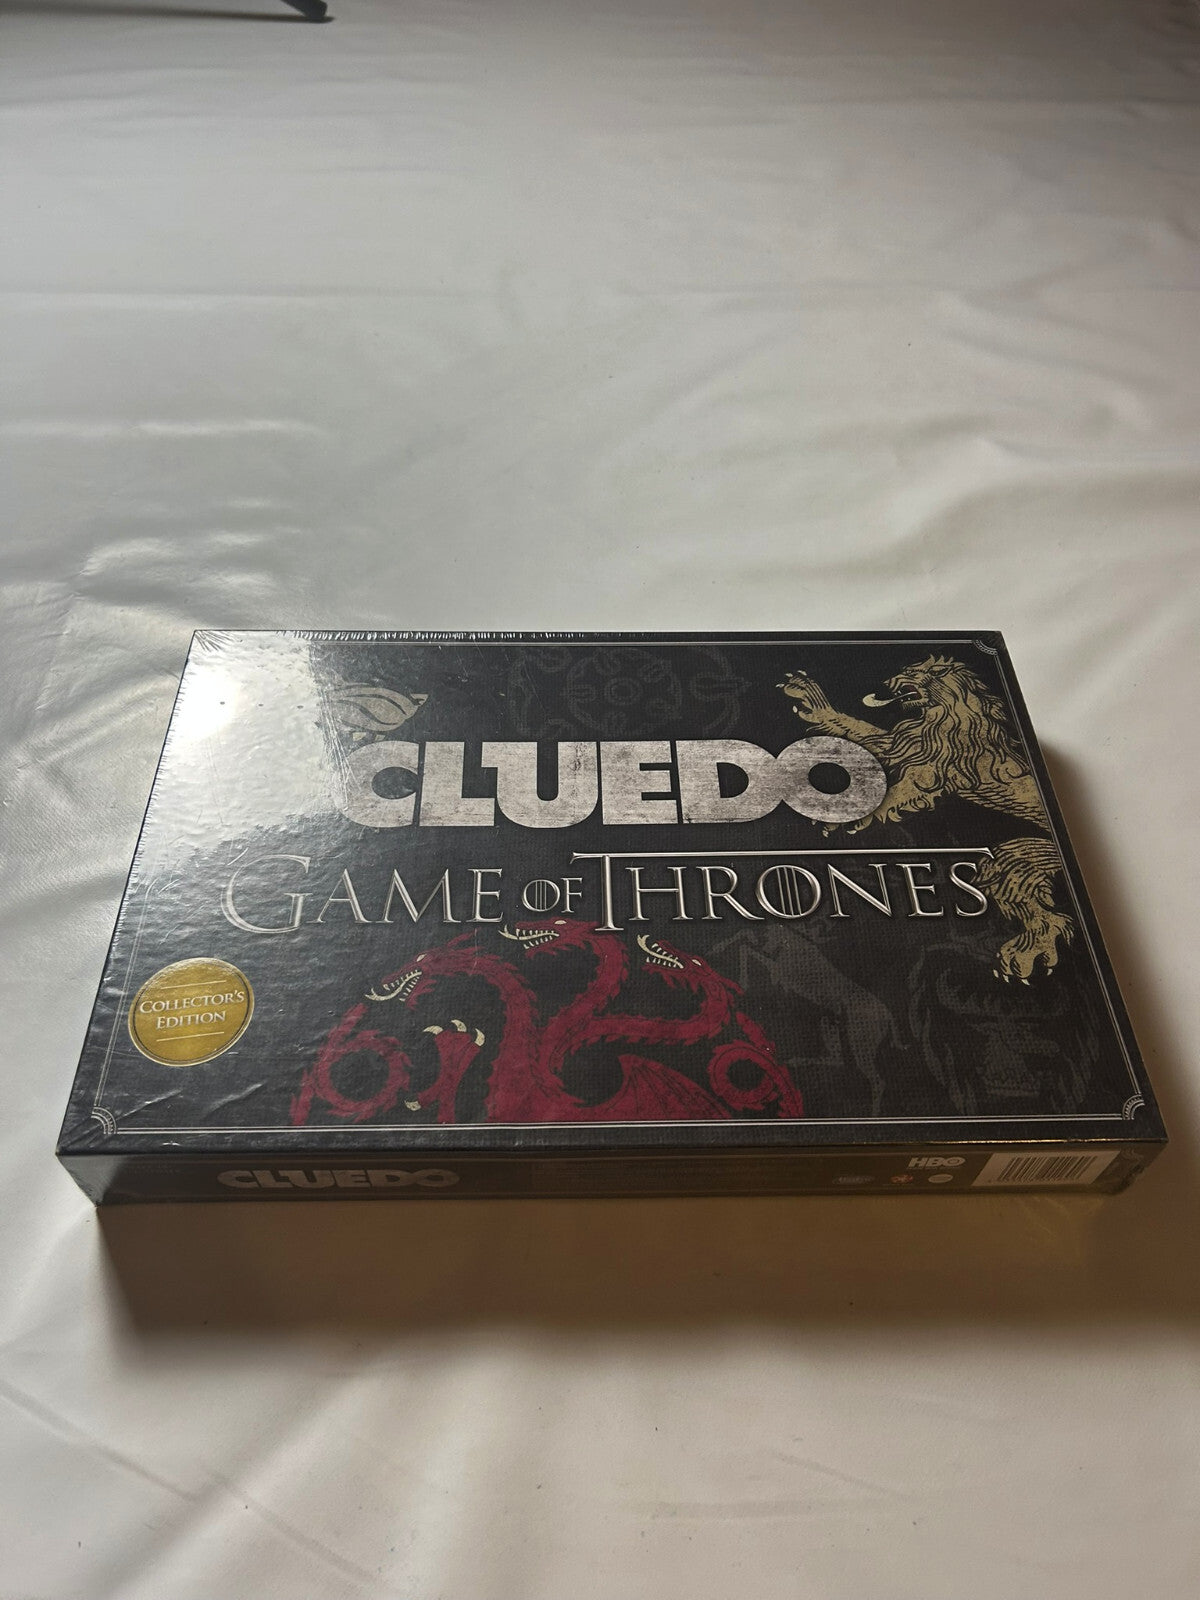 CLUEDO
GAME OF THRONES
COLLECTOR'S
EDITION
CLUEDO
HBO